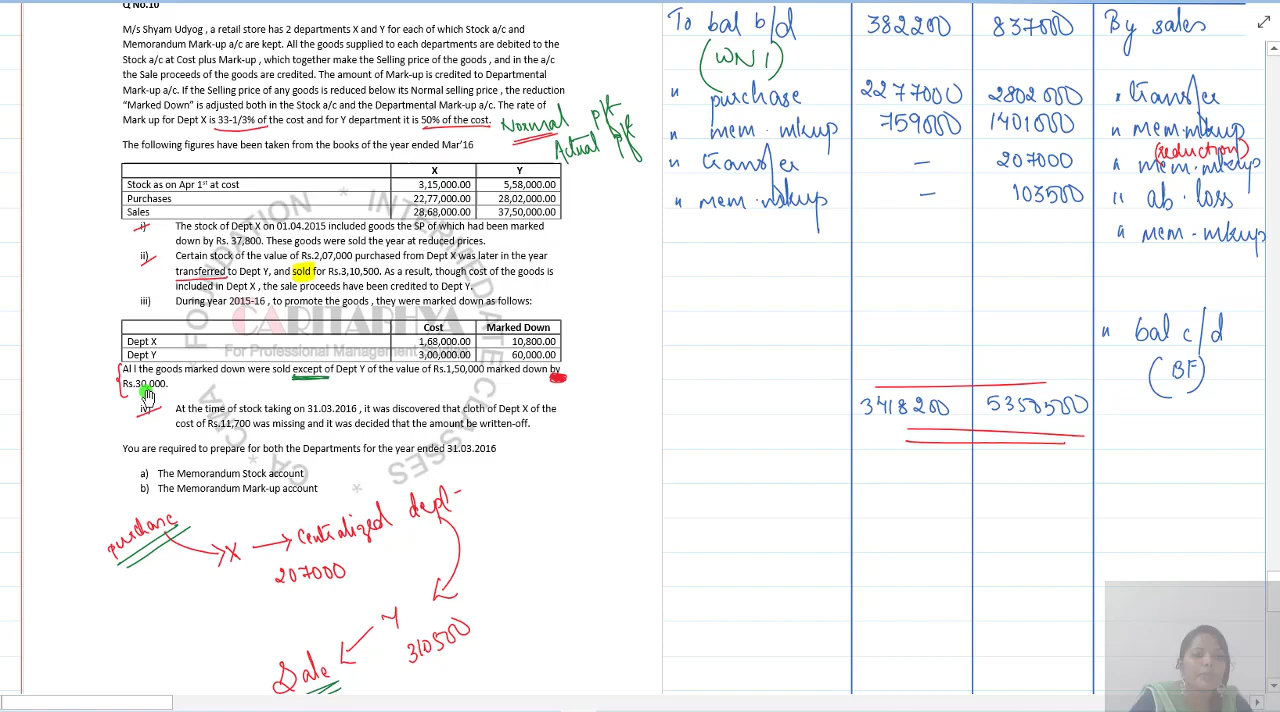 Q No.10
M/s Shyam Udyog , a retail store has 2 departments X and Y for each of which Stock a/c and
Memorandum Mark-up a/c are kept. All the goods supplied to each departments are debited to the
Stock a/c at Cost plus Mark-up , which together make the Selling price of the goods , and in the a/c
the Sale proceeds of the goods are credited. The amount of Mark-up is credited to Departmental
Mark-up a/c. If the Selling price of any goods is reduced below its Normal selling price, the reduction
"Marked Down" is adjusted both in the Stock a/c and the Departmental Mark-up a/c. The rate of
Mark up for Dept X is 33-1/3% of the cost and for Y department it is 50% of the cost.
Normal pft
Actual pft
The following figures have been taken from the books of the year ended Mar'16
X Y
Stock as on Apr 1st at cost 3,15,000.00 5,58,000.00
Purchases 22,77,000.00 28,02,000.00
Sales 28,68,000.00 37,50,000.00
i) The stock of Dept X on 01.04.2015 included goods the SP of which had been marked
down by Rs. 37,800. These goods were sold the year at reduced prices.
ii) Certain stock of the value of Rs.2,07,000 purchased from Dept X was later in the year
transferred to Dept Y, and sold for Rs.3,10,500. As a result, though cost of the goods is
included in Dept X , the sale proceeds have been credited to Dept Y.
iii) During year 2015-16 , to promote the goods , they were marked down as follows:
Cost Marked Down
Dept X 1,68,000.00 10,800.00
Dept Y 3,00,000.00 60,000.00
Al l the goods marked down were sold except of Dept Y of the value of Rs.1,50,000 marked down by
Rs.30,000.
iv) At the time of stock taking on 31.03.2016 , it was discovered that cloth of Dept X of the
cost of Rs.11,700 was missing and it was decided that the amount be written-off.
You are required to prepare for both the Departments for the year ended 31.03.2016
a) The Memorandum Stock account
b) The Memorandum Mark-up account
FOUNDATION * INTERMEDIATE
CARITAPHYA
For Professional Management
CLASSES * CA * CMA
purchase
X → Centralized dept
207000
Y
310500
Sale
To bal b/d 382200 837000 By sales
(WN 1)
" purchase 2277000 2802000 " transfer
" mem. mkup 759000 1401000 " mem.mkup
(reduction)
" transfer – 207000 " mem.mkup
" mem. mkup – 103500 " ab. loss
" mem. mkup
" bal c/d
(BF)
3418200 5350500